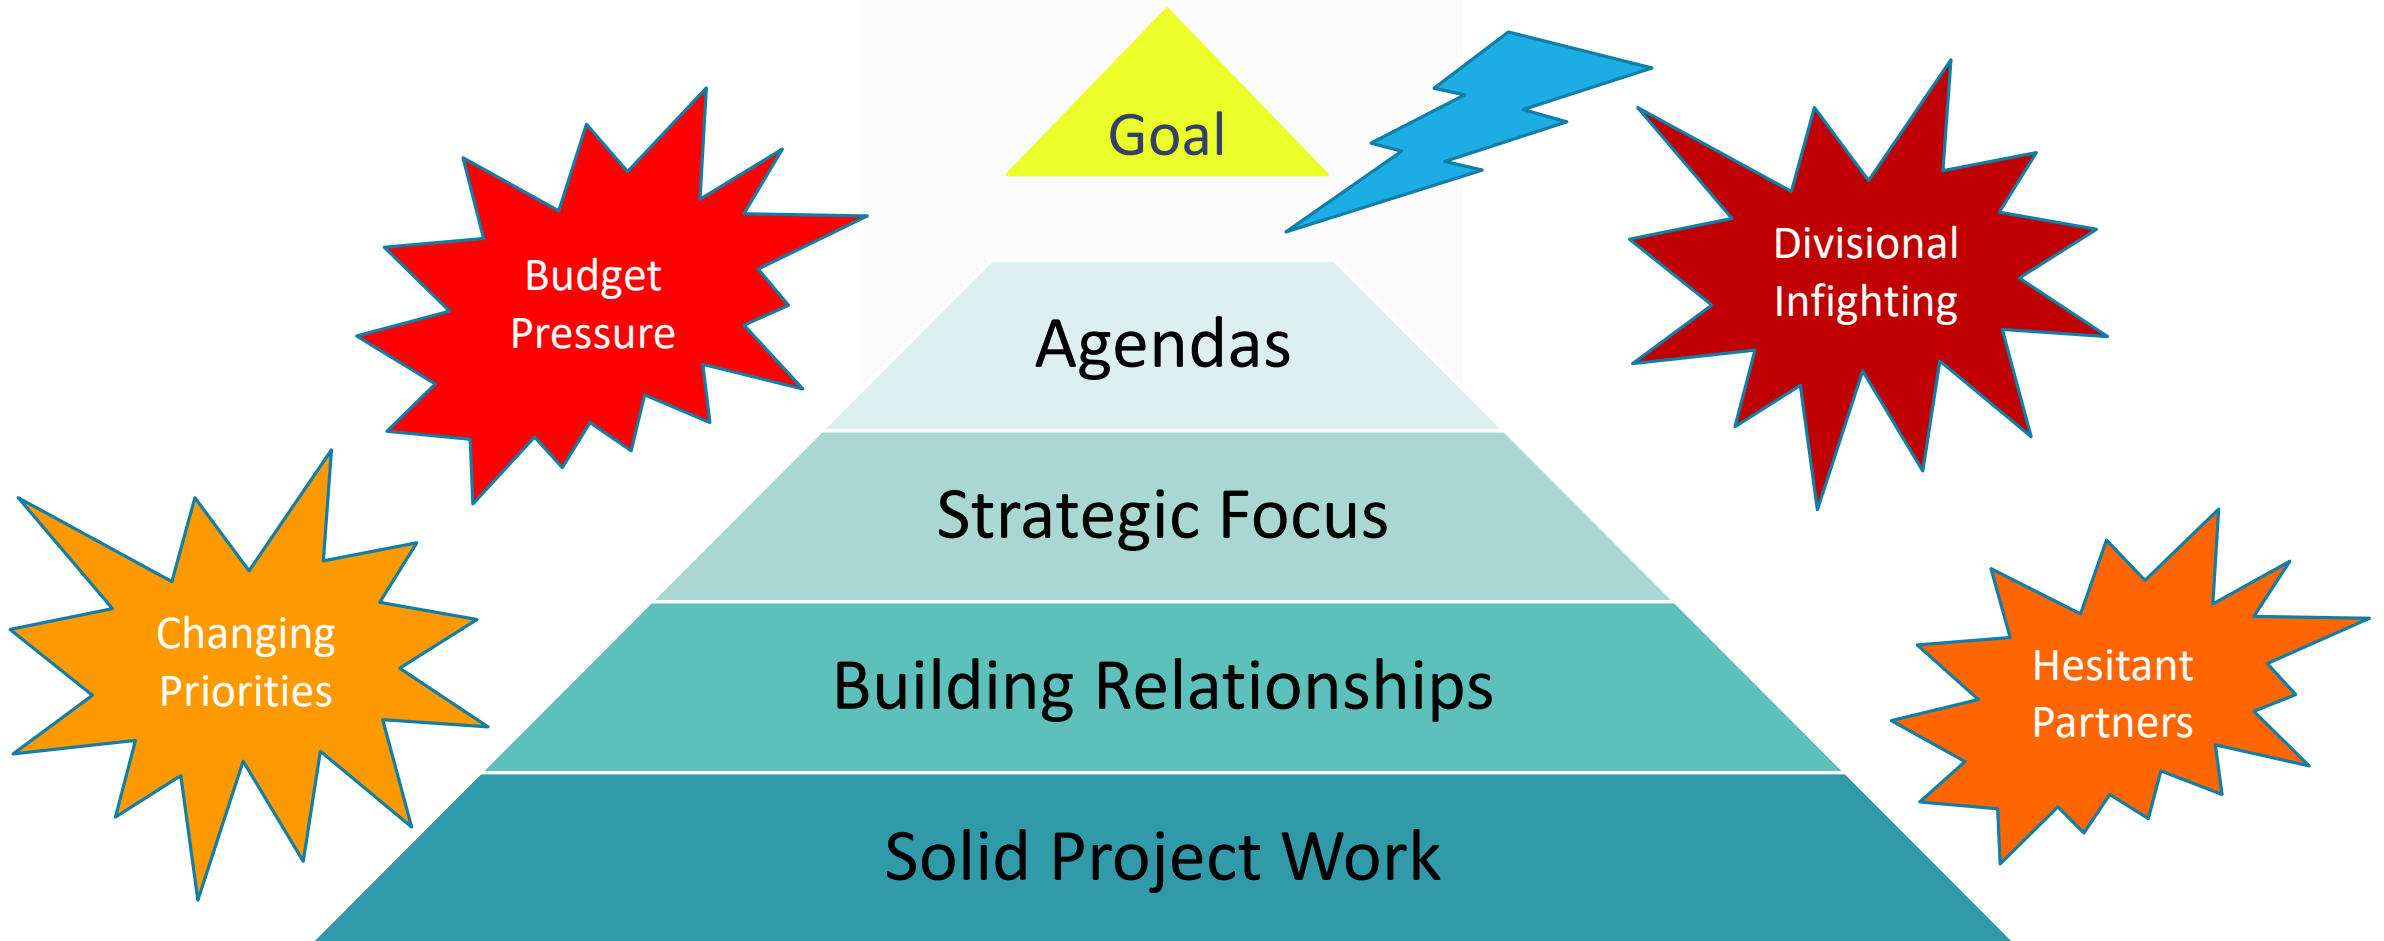 Goal
Budget
Pressure
Divisional
Infighting
Agendas
Strategic Focus
Changing
Priorities
Building Relationships
Hesitant
Partners
Solid Project Work